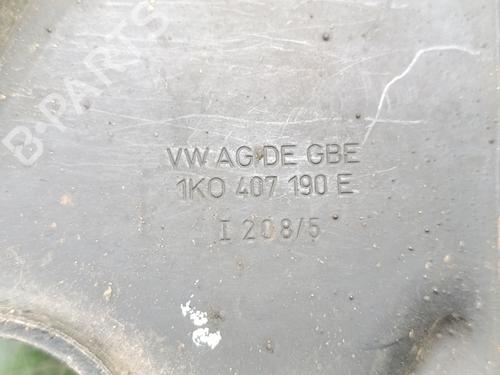 B-PARTS
VW AG DE GBE
1K0 407 190 E
I 208/5